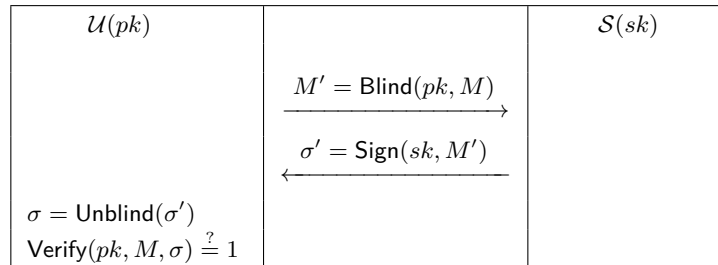 𝒰(pk)
𝒮(sk)
M′ = Blind(pk, M)
σ′ = Sign(sk, M′)
σ = Unblind(σ′)
Verify(pk, M, σ) ≟ 1